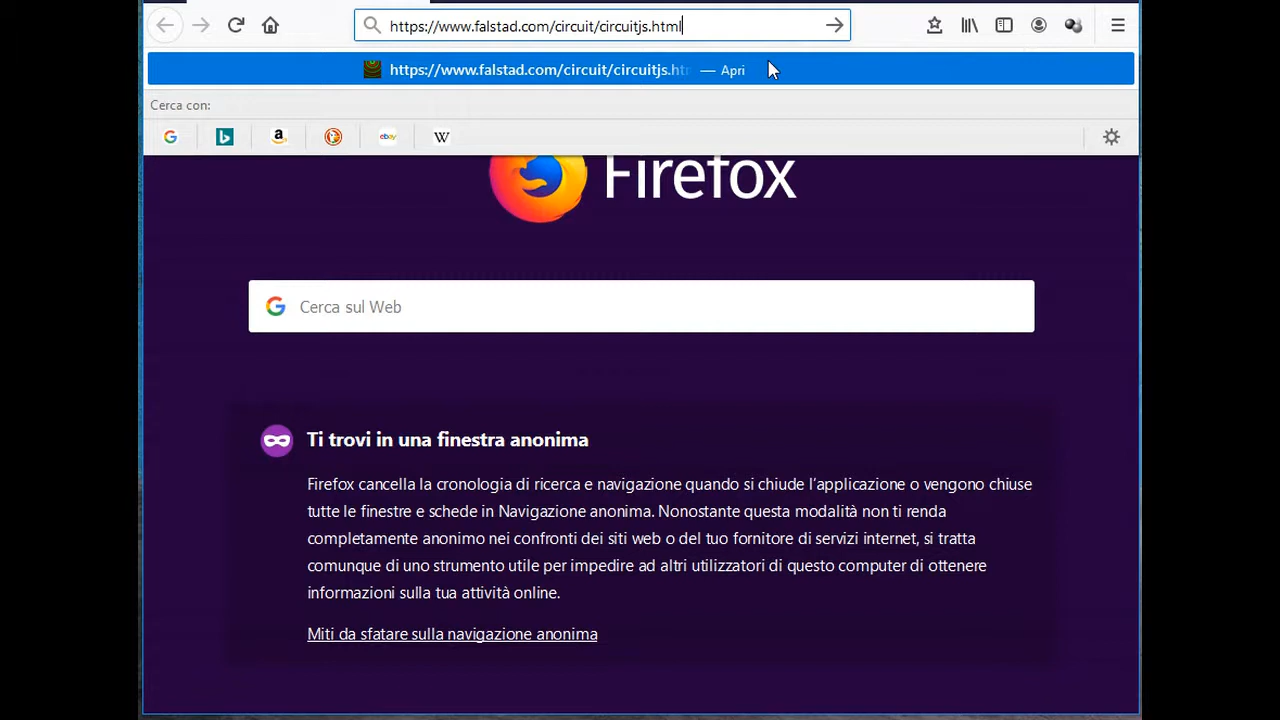 https://www.falstad.com/circuit/circuitjs.html
https://www.falstad.com/circuit/circuitjs.ht — Apri
Cerca con:
G b a ebay W
Firefox
G Cerca sul Web
Ti trovi in una finestra anonima
Firefox cancella la cronologia di ricerca e navigazione quando si chiude l'applicazione o vengono chiuse
tutte le finestre e schede in Navigazione anonima. Nonostante questa modalità non ti renda
completamente anonimo nei confronti dei siti web o del tuo fornitore di servizi internet, si tratta
comunque di uno strumento utile per impedire ad altri utilizzatori di questo computer di ottenere
informazioni sulla tua attività online.
Miti da sfatare sulla navigazione anonima